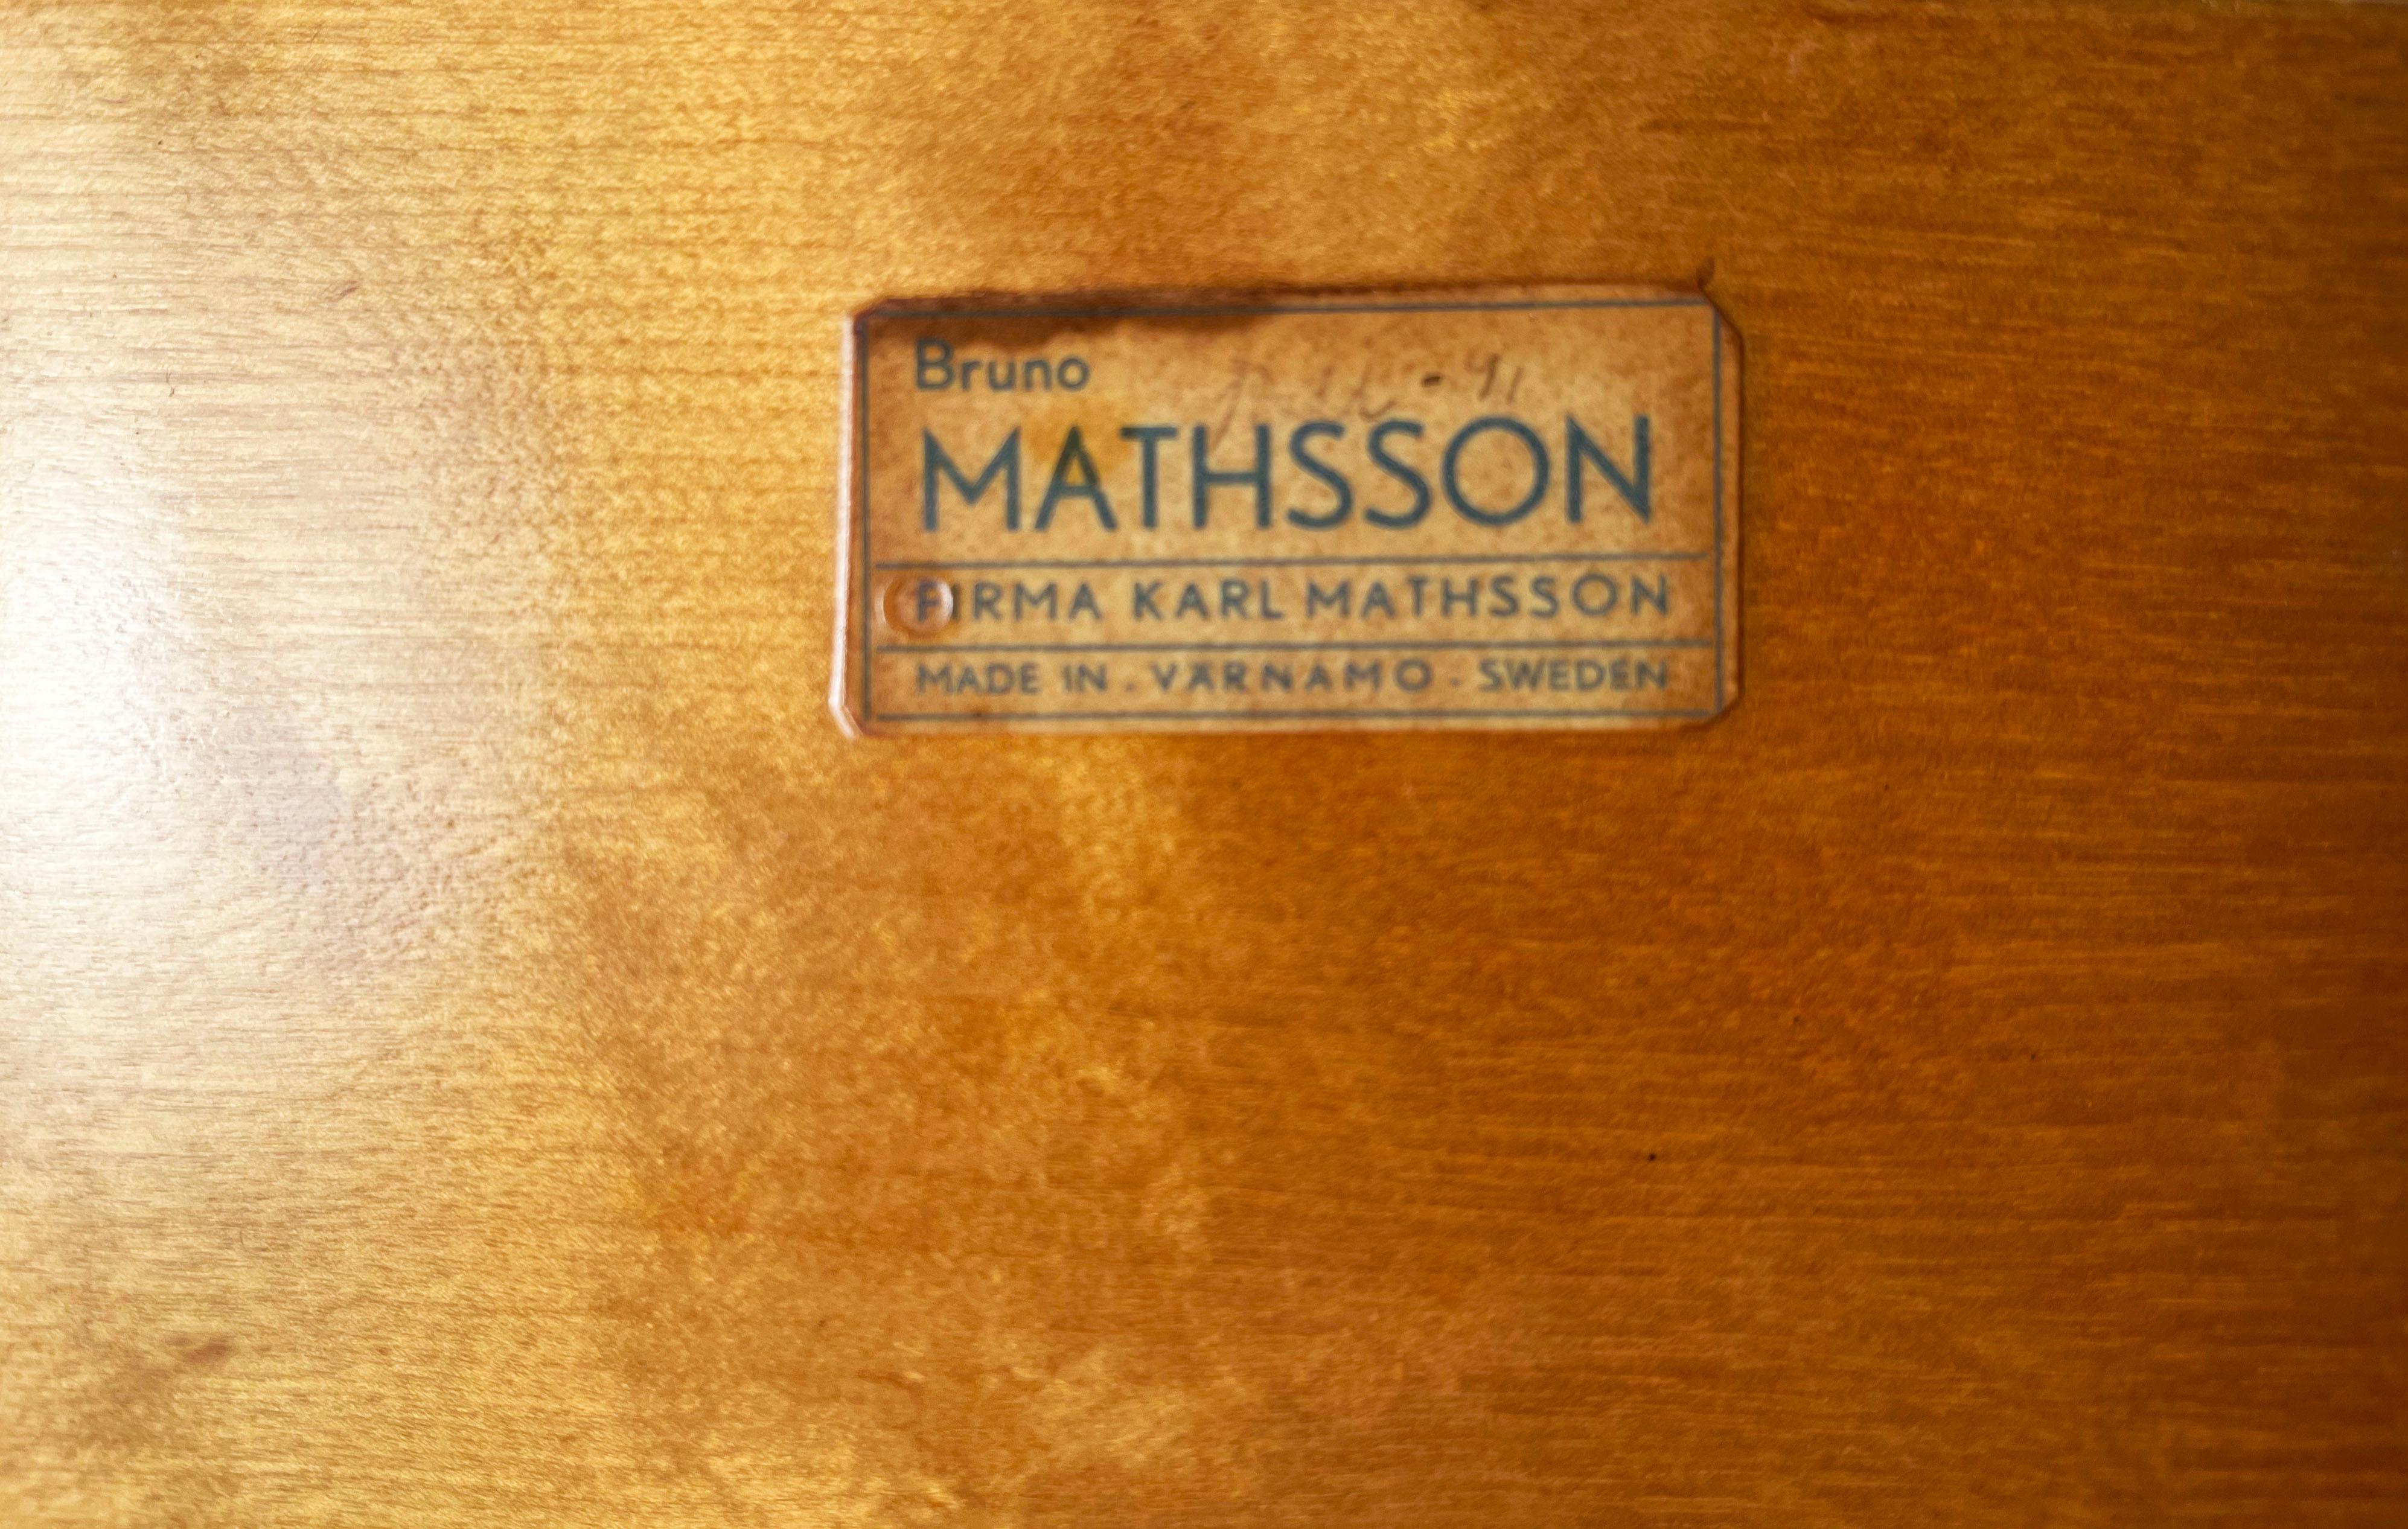 Bruno
MATHSSON
FIRMA KARL MATHSSON
MADE IN . VÄRNAMO . SWEDEN